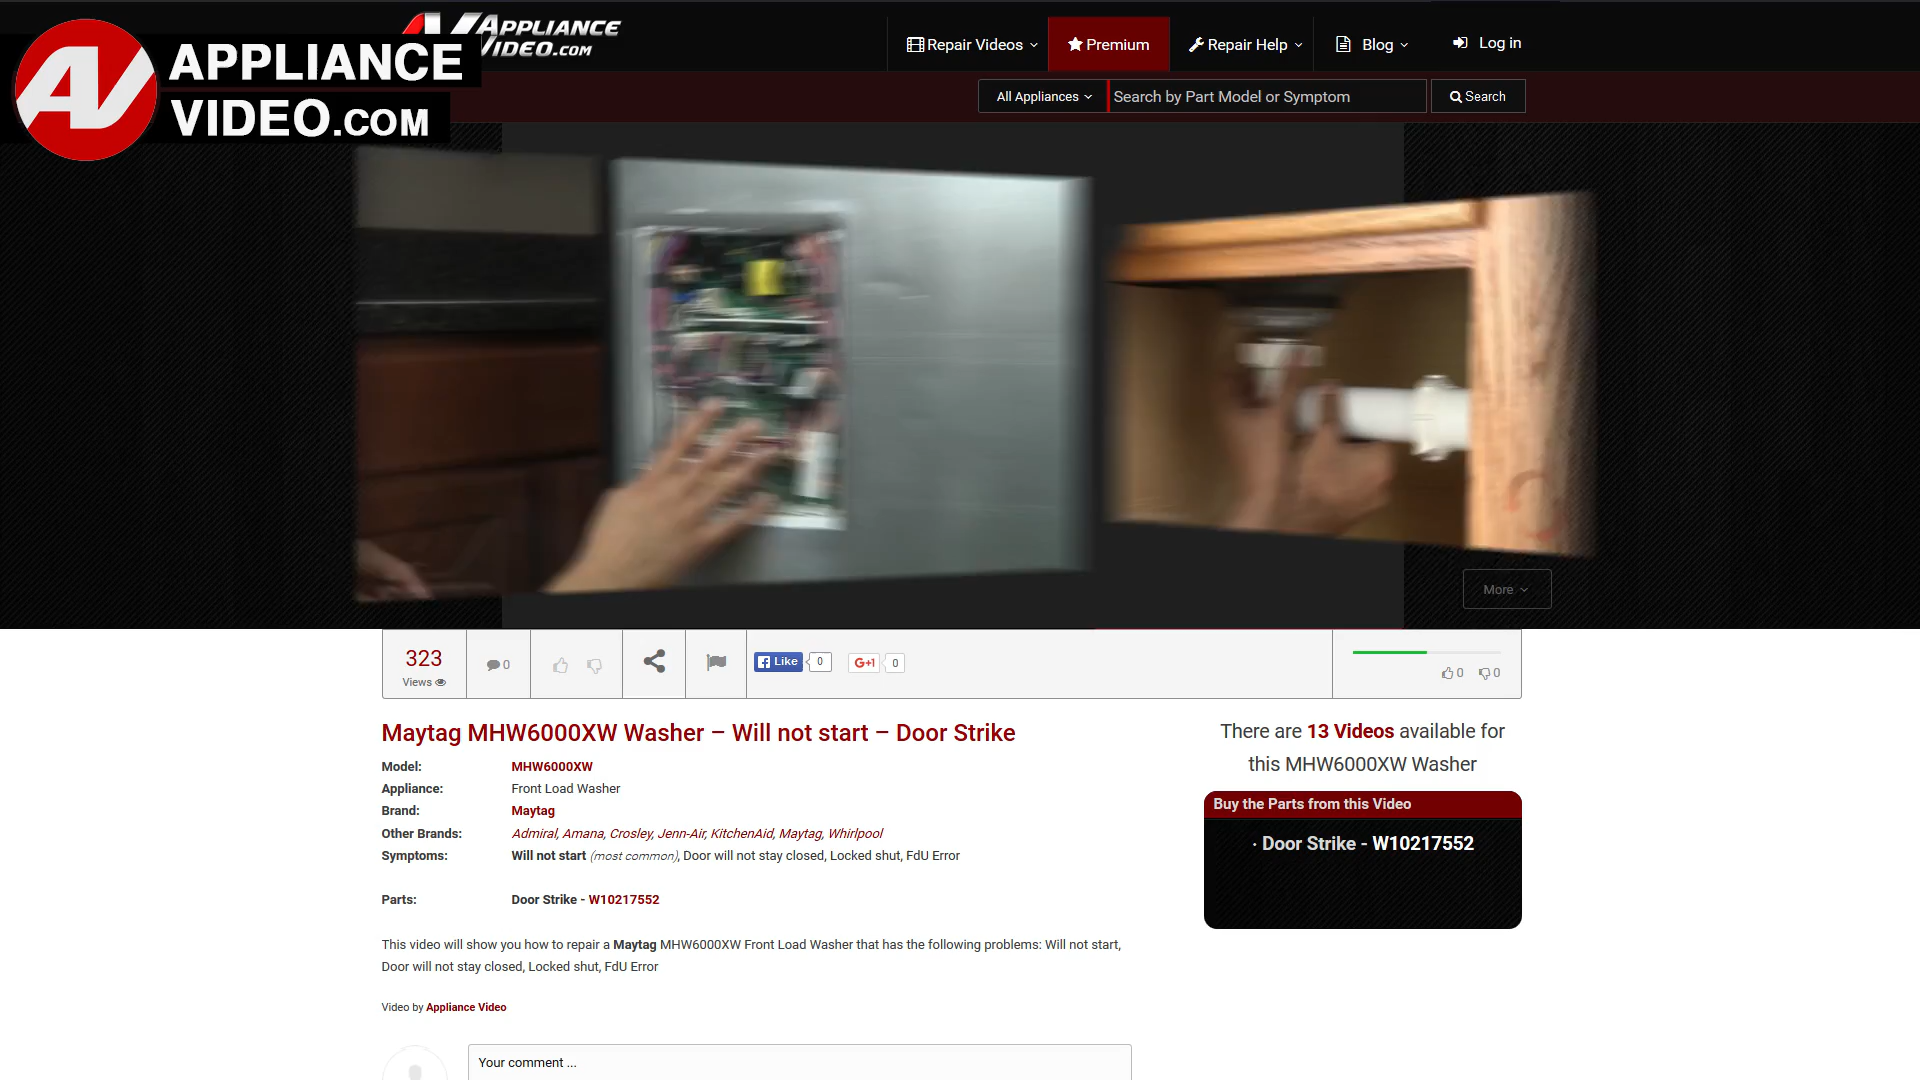 APPLIANCE
VIDEO.COM
APPLIANCE
VIDEO.COM
Repair Videos
Premium
Repair Help
Blog
Log in
All Appliances
Search by Part Model or Symptom
Search
More
323
Views
0
Like
0
G+1
0
0
0
Maytag MHW6000XW Washer – Will not start – Door Strike
Model: MHW6000XW
Appliance: Front Load Washer
Brand: Maytag
Other Brands: Admiral, Amana, Crosley, Jenn-Air, KitchenAid, Maytag, Whirlpool
Symptoms: Will not start (most common), Door will not stay closed, Locked shut, FdU Error
Parts: Door Strike - W10217552
This video will show you how to repair a Maytag MHW6000XW Front Load Washer that has the following problems: Will not start,
Door will not stay closed, Locked shut, FdU Error
Video by Appliance Video
Your comment ...
There are 13 Videos available for
this MHW6000XW Washer
Buy the Parts from this Video
· Door Strike - W10217552